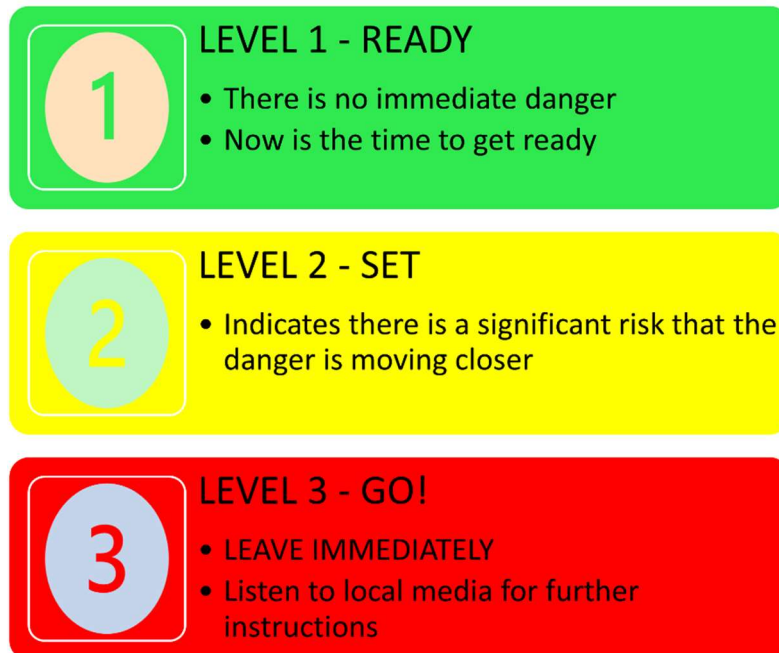 1
LEVEL 1 - READY
• There is no immediate danger
• Now is the time to get ready
2
LEVEL 2 - SET
• Indicates there is a significant risk that the
danger is moving closer
3
LEVEL 3 - GO!
• LEAVE IMMEDIATELY
• Listen to local media for further
instructions